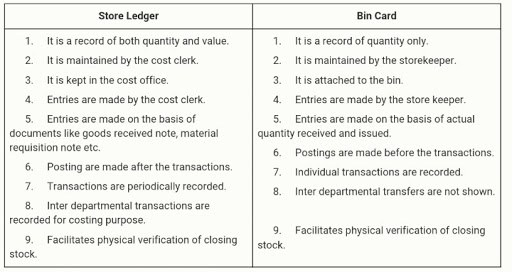 Store Ledger
1. It is a record of both quantity and value.
2. It is maintained by the cost clerk.
3. It is kept in the cost office.
4. Entries are made by the cost clerk.
5. Entries are made on the basis of
documents like goods received note, material
requisition note etc.
6. Posting are made after the transactions.
7. Transactions are periodically recorded.
8. Inter departmental transactions are
recorded for costing purpose.
9. Facilitates physical verification of closing
stock.
Bin Card
1. It is a record of quantity only.
2. It is maintained by the storekeeper.
3. It is attached to the bin.
4. Entries are made by the store keeper.
5. Entries are made on the basis of actual
quantity received and issued.
6. Postings are made before the transactions.
7. Individual transactions are recorded.
8. Inter departmental transfers are not shown.
9. Facilitates physical verification of closing
stock.